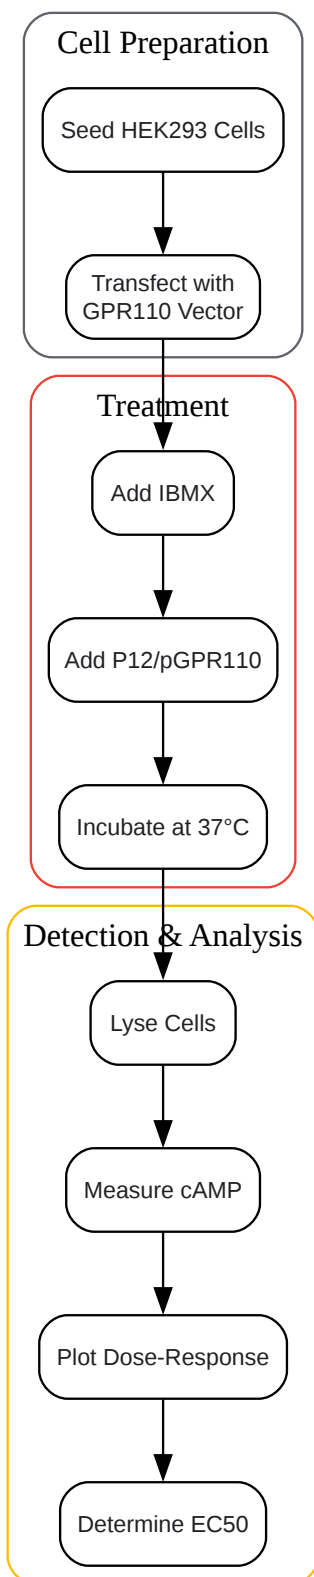 Cell Preparation
Seed HEK293 Cells
Transfect with
GPR110 Vector
Treatment
Add IBMX
Add P12/pGPR110
Incubate at 37°C
Detection & Analysis
Lyse Cells
Measure cAMP
Plot Dose-Response
Determine EC50